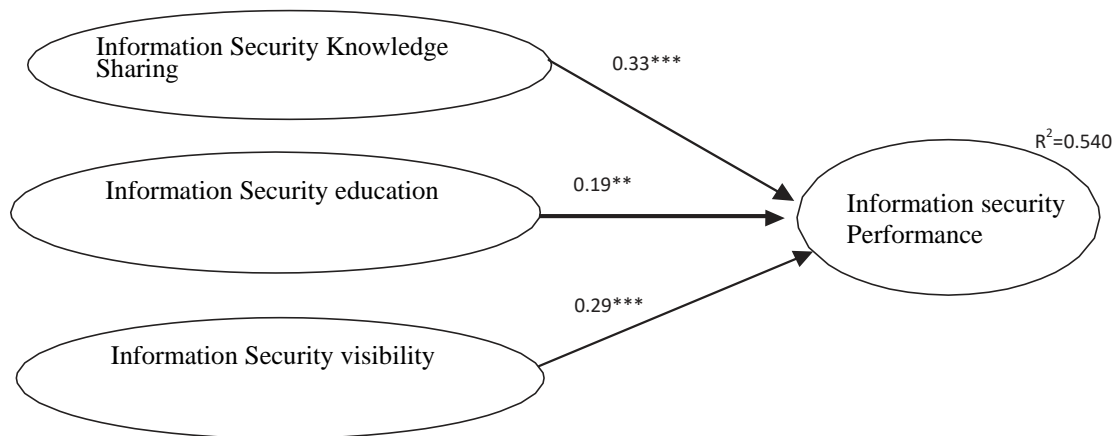 Information Security Knowledge
Sharing
0.33***
R²=0.540
Information Security education
0.19**
Information security
Performance
0.29***
Information Security visibility